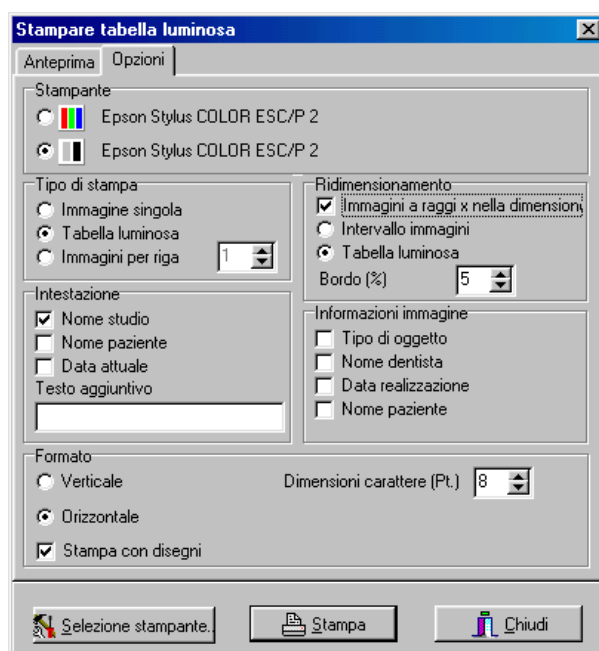 Stampare tabella luminosa
Anteprima Opzioni
Stampante
Epson Stylus COLOR ESC/P 2
Epson Stylus COLOR ESC/P 2
Tipo di stampa
Immagine singola
Tabella luminosa
Immagini per riga 1
Ridimensionamento
Immagini a raggi x nella dimension
Intervallo immagini
Tabella luminosa
Bordo (%) 5
Intestazione
Nome studio
Nome paziente
Data attuale
Testo aggiuntivo
Informazioni immagine
Tipo di oggetto
Nome dentista
Data realizzazione
Nome paziente
Formato
Verticale
Dimensioni carattere (Pt.) 8
Orizzontale
Stampa con disegni
Selezione stampante..
Stampa
Chiudi